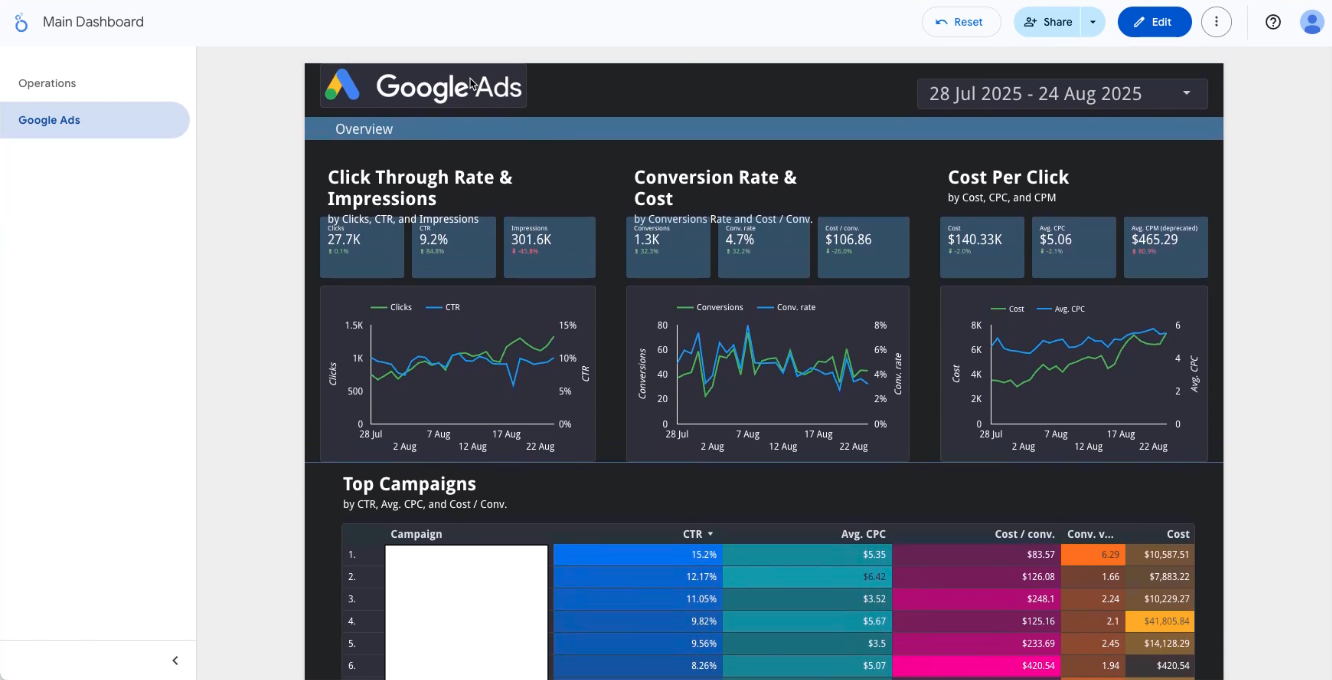 Main Dashboard
Reset
Share
Edit
Operations
Google Ads
Google Ads
28 Jul 2025 - 24 Aug 2025
Overview
Click Through Rate &
Impressions
by Clicks, CTR, and Impressions
Conversion Rate &
Cost
by Conversions Rate and Cost / Conv.
Cost Per Click
by Cost, CPC, and CPM
Clicks
27.7K
0.1%
CTR
9.2%
84.8%
Impressions
301.6K
-45.8%
Conversions
1.3K
32.3%
Conv. rate
4.7%
32.2%
Cost / conv.
$106.86
-26.0%
Cost
$140.33K
-2.0%
Avg. CPC
$5.06
-2.1%
Avg. CPM (deprecated)
$465.29
80.9%
Clicks CTR
1.5K
1K
500
0
15%
10%
5%
0%
Clicks
CTR
28 Jul 7 Aug 17 Aug
2 Aug 12 Aug 22 Aug
Conversions Conv. rate
80
60
40
20
0
8%
6%
4%
2%
0%
Conversions
Conv. rate
28 Jul 7 Aug 17 Aug
2 Aug 12 Aug 22 Aug
Cost Avg. CPC
8K
6K
4K
2K
0
6
4
2
0
Cost
Avg. CPC
28 Jul 7 Aug 17 Aug
2 Aug 12 Aug 22 Aug
Top Campaigns
by CTR, Avg. CPC, and Cost / Conv.
Campaign CTR Avg. CPC Cost / conv. Conv. v... Cost
1. 15.2% $5.35 $83.57 6.29 $10,587.51
2. 12.17% $6.42 $126.08 1.66 $7,883.22
3. 11.05% $3.52 $248.1 2.24 $10,229.27
4. 9.82% $5.67 $125.16 2.1 $41,805.84
5. 9.56% $3.5 $233.69 2.45 $14,128.29
6. 8.26% $5.07 $420.54 1.94 $420.54